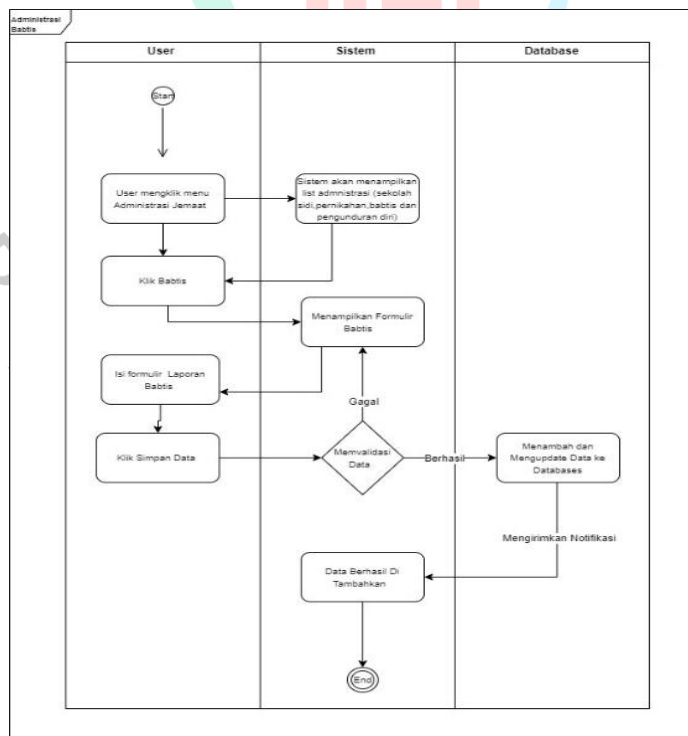 Administrasi
Babtis
User
Sistem
Database
Start
User mengklik menu
Administrasi Jemaat
Sistem akan menampilkan
list admnistrasi (sekolah
sidi,pernikahan,babtis dan
pengunduran diri)
Klik Babtis
Menampilkan Formulir
Babtis
Isi formulir Laporan
Babtis
Gagal
Klik Simpan Data
Memvalidasi
Data
Berhasil
Menambah dan
Mengupdate Data ke
Databases
Mengirimkan Notifikasi
Data Berhasil Di
Tambahkan
End